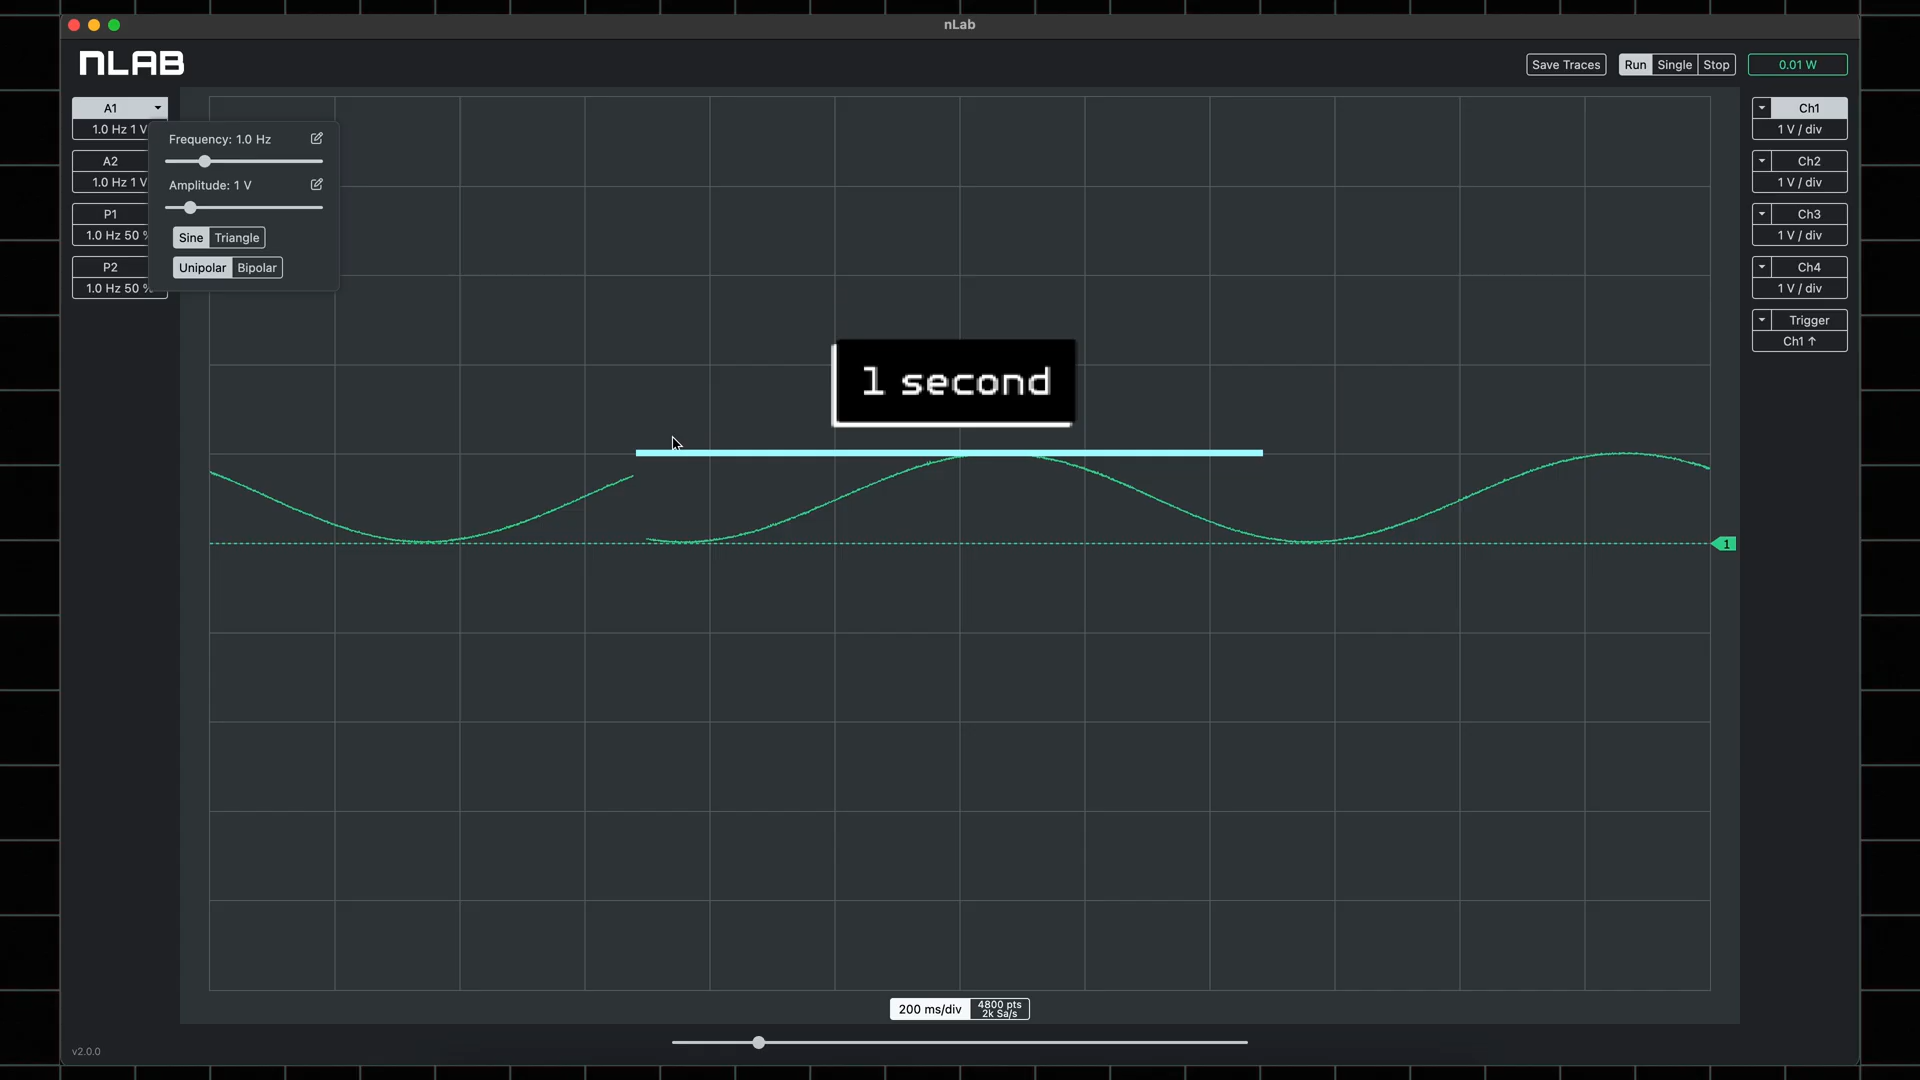 nLab
NLAB
Save Traces
Run
Single
Stop
0.01 W
A1
1.0 Hz 1 V
A2
1.0 Hz 1 V
P1
1.0 Hz 50 %
P2
1.0 Hz 50 %
Frequency: 1.0 Hz
Amplitude: 1 V
Sine
Triangle
Unipolar
Bipolar
1 second
Ch1
1 V / div
Ch2
1 V / div
Ch3
1 V / div
Ch4
1 V / div
Trigger
Ch1 ↑
1
200 ms/div
4800 pts
2k Sa/s
v2.0.0